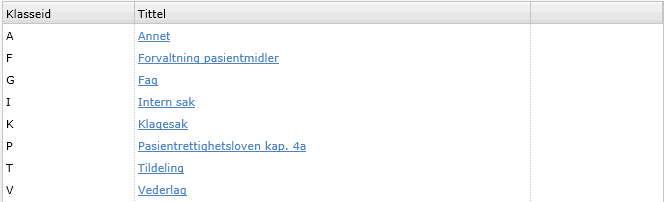 Klasseid Tittel
A Annet
F Forvaltning pasientmidler
G Fag
I Intern sak
K Klagesak
P Pasientrettighetsloven kap. 4a
T Tildeling
V Vederlag